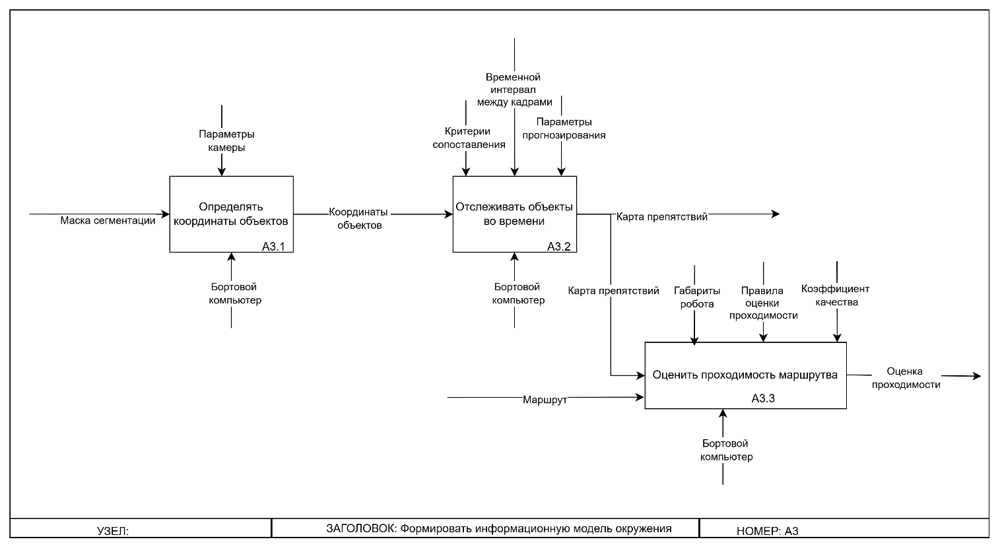 Временной
интервал
между кадрами
Параметры
камеры
Критерии
сопоставления
Параметры
прогнозирования
Маска сегментации
Определять
координаты объектов
А3.1
Координаты
объектов
Отслеживать объекты
во времени
А3.2
Карта препятствий
Бортовой
компьютер
Бортовой
компьютер
Карта препятствий
Габариты
робота
Правила
оценки
проходимости
Коэффициент
качества
Маршрут
Оценить проходимость маршрутва
А3.3
Оценка
проходимости
Бортовой
компьютер
УЗЕЛ:
ЗАГОЛОВОК: Формировать информационную модель окружения
НОМЕР: А3